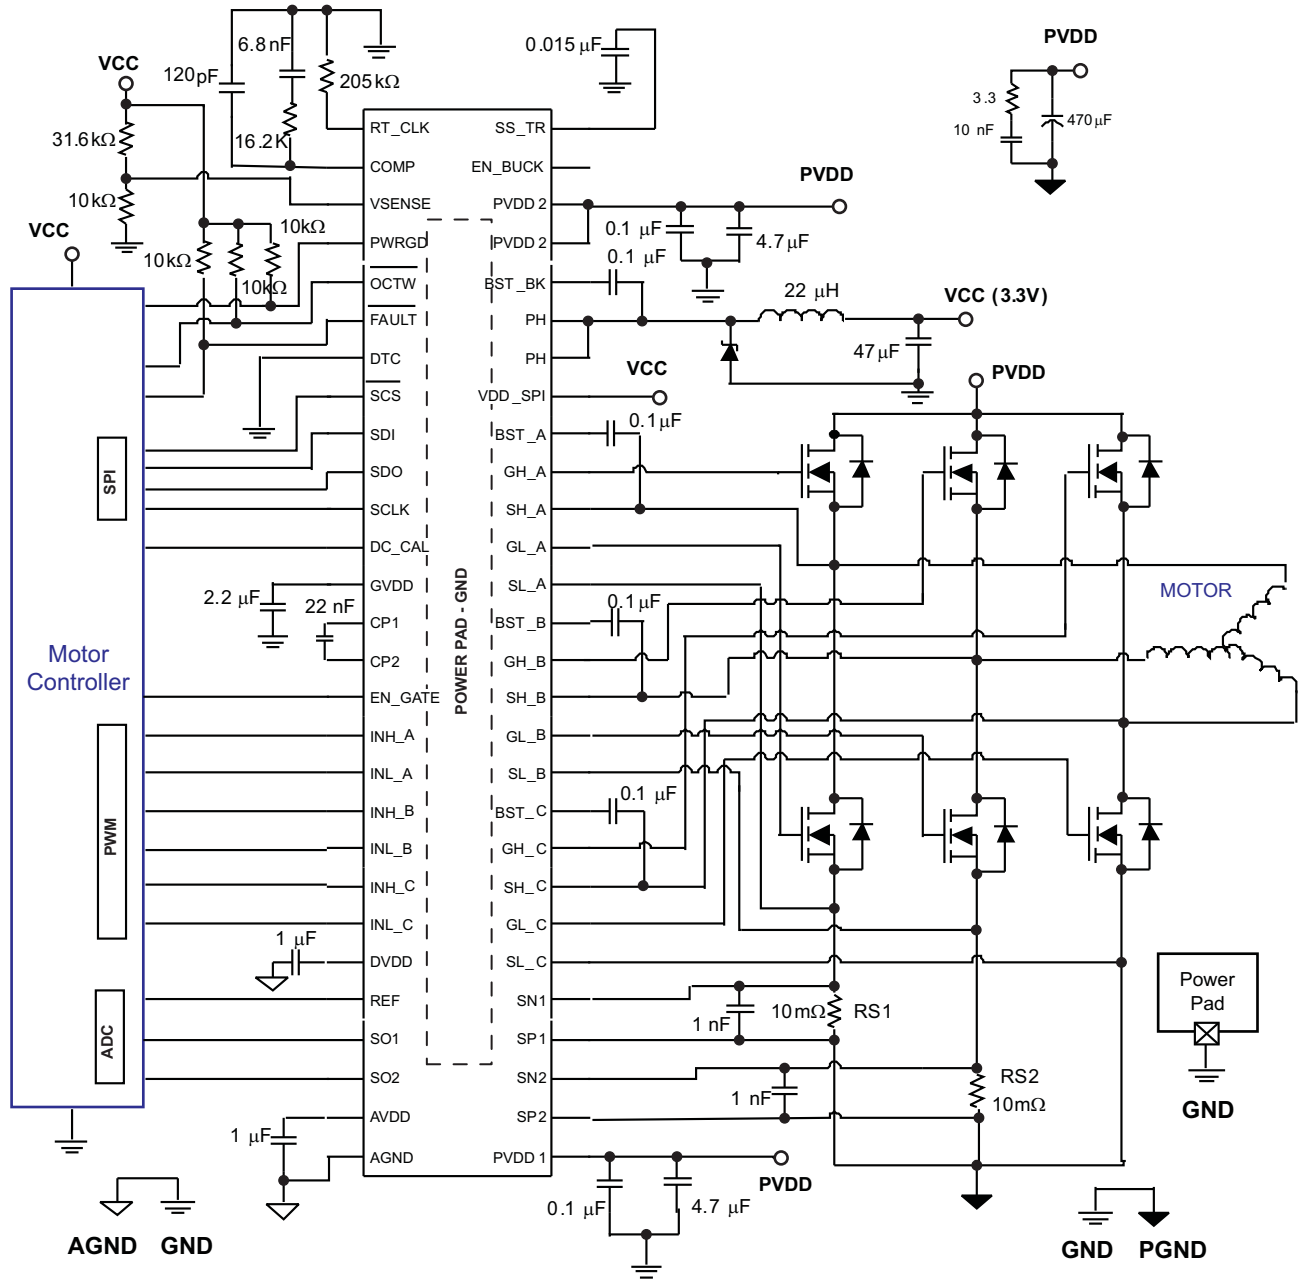 6.8 nF
0.015 μF
PVDD
VCC
120pF
205kΩ
3.3
10 nF
470μF
31.6kΩ
16.2K
RT_CLK
SS_TR
COMP
EN_BUCK
PVDD
10kΩ
VSENSE
PVDD 2
VCC
10kΩ
0.1 μF
4.7μF
PWRGD
PVDD 2
10kΩ
0.1 μF
10kΩ
OCTW
BST_BK
22 μH
VCC (3.3V)
FAULT
PH
DTC
PH
47μF
VCC
PVDD
SCS
VDD_SPI
0.1μF
SDI
BST_A
SPI
SDO
GH_A
SCLK
SH_A
DC_CAL
GL_A
POWER PAD - GND
GVDD
SL_A
MOTOR
2.2 μF
22 nF
0.1μF
CP1
BST_B
Motor
Controller
CP2
GH_B
EN_GATE
SH_B
INH_A
GL_B
INL_A
SL_B
0.1 μF
PWM
INH_B
BST_C
INL_B
GH_C
INH_C
SH_C
INL_C
GL_C
1 μF
DVDD
SL_C
Power
Pad
REF
SN1
10mΩ
RS1
1 nF
ADC
SO1
SP1
SO2
SN2
RS2
10mΩ
1 nF
GND
AVDD
SP2
1 μF
AGND
PVDD 1
PVDD
0.1 μF
4.7 μF
AGND
GND
GND
PGND